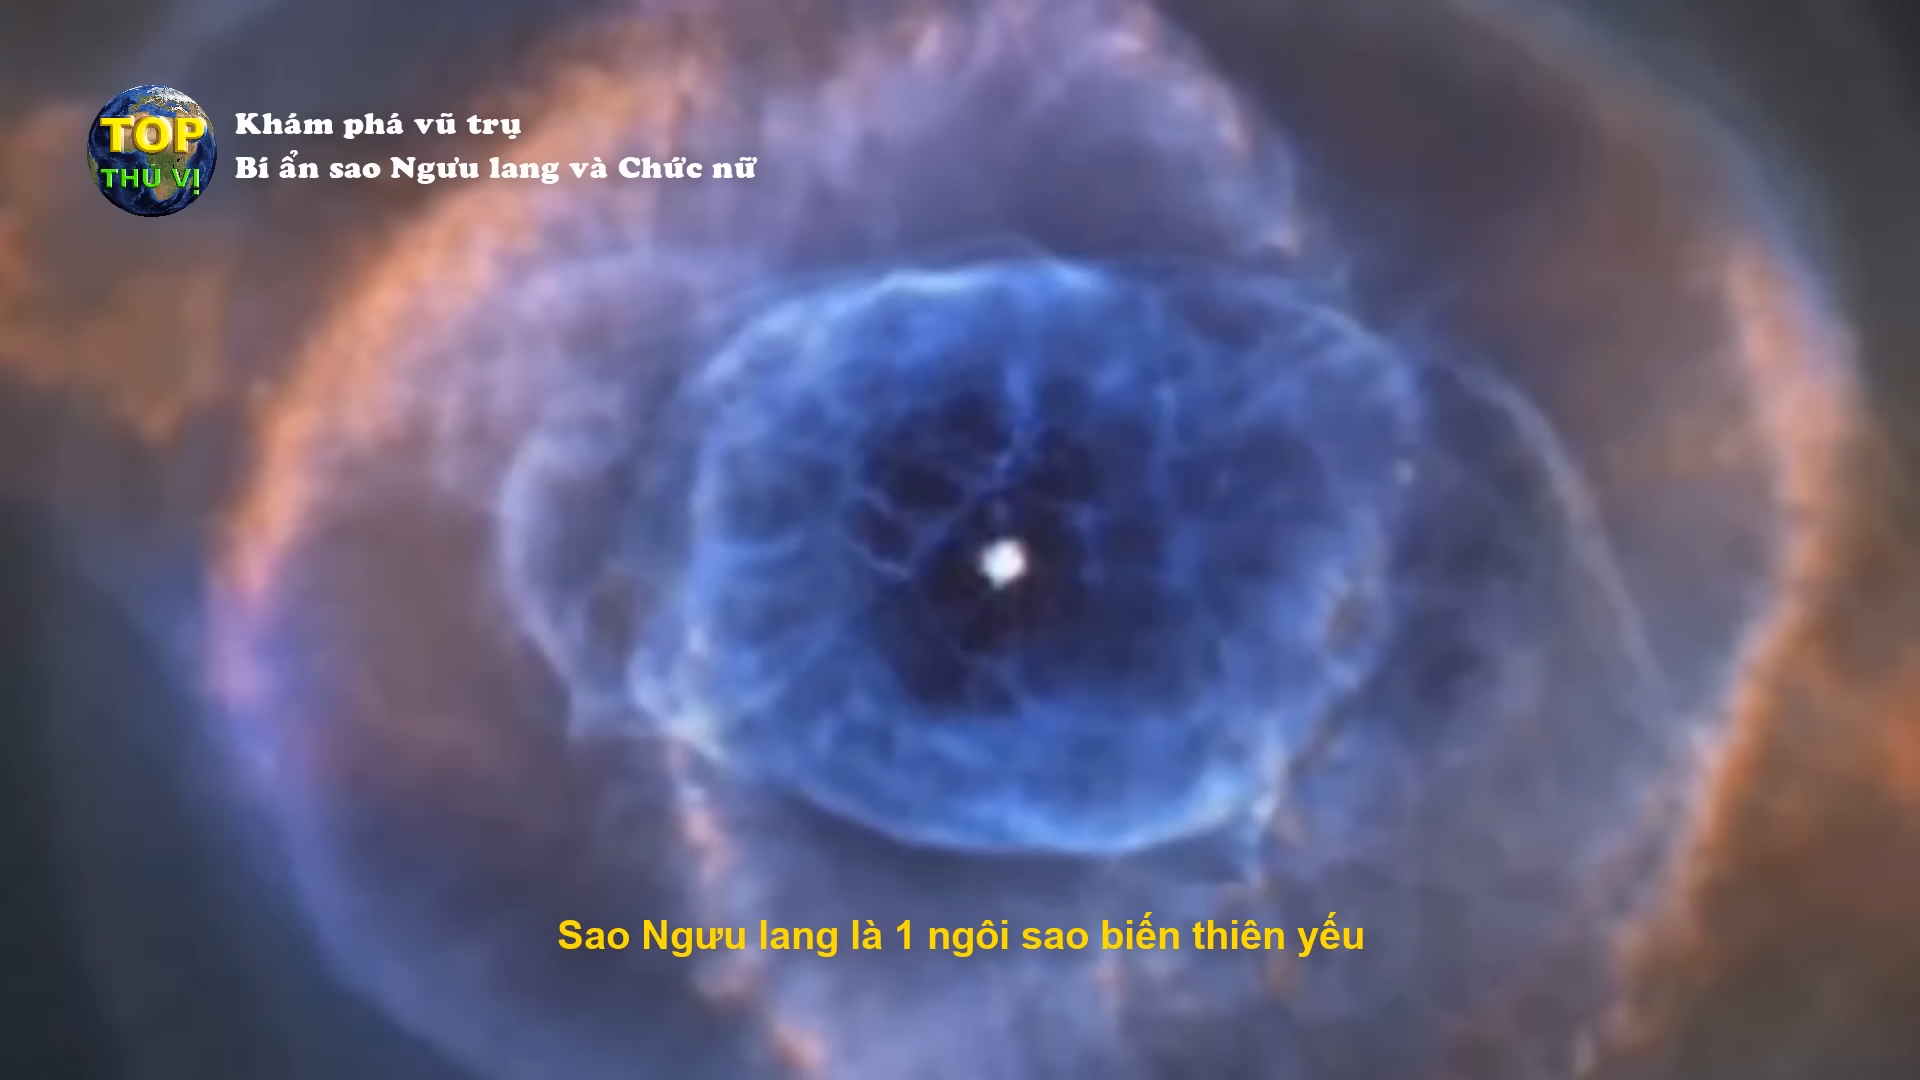 TOP
THÚ VỊ
Khám phá vũ trụ
Bí ẩn sao Ngưu lang và Chức nữ
Sao Ngưu lang là 1 ngôi sao biến thiên yếu